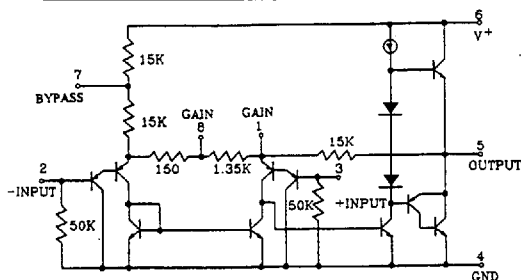 6
V+
15K
7
BYPASS
15K
GAIN
8
GAIN
1
15K
5
OUTPUT
150
1.35K
2
-INPUT
3
+INPUT
50K
50K
4
GND